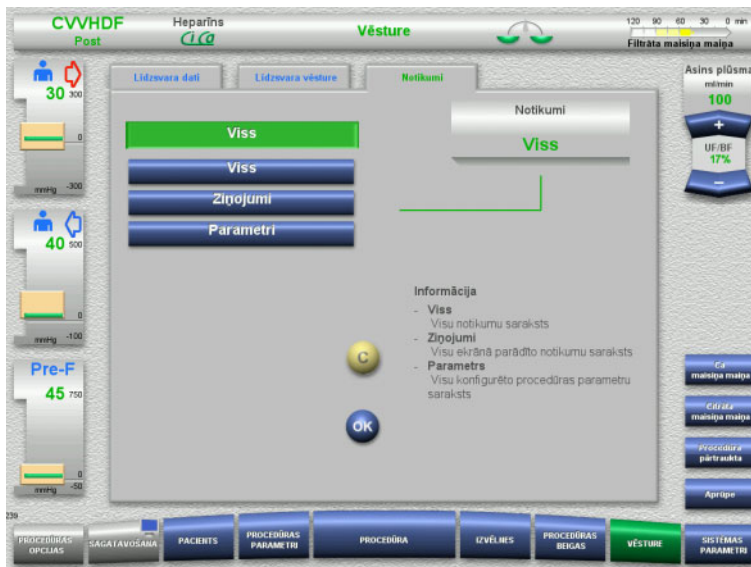 CVVHDF
Post
Heparīns
CiCa
Vēsture
120 90 60 30 0 min
Filtrāta maisiņa maiņa
30 300
0
mmHg -300
40 500
0
mmHg -100
Pre-F
45 750
0
mmHg -50
Līdzsvara dati
Līdzsvara vēsture
Notikumi
Viss
Viss
Ziņojumi
Parametri
Notikumi
Viss
Informācija
- Viss
Visu notikumu saraksts
- Ziņojumi
Visu ekrānā parādīto notikumu saraksts
- Parametrs
Visu konfigurēto procedūras parametru
saraksts
C
OK
Asins plūsma
ml/min
100
+
UF/BF
17%
−
Ca
maisiņa maiņa
Citrāta
maisiņa maiņa
Procedūra
pārtraukta
Aprūpe
239
PROCEDŪRAS
OPCIJAS
SAGATAVOŠANA
PACIENTS
PROCEDŪRAS
PARAMETRI
PROCEDŪRA
IZVĒLNES
PROCEDŪRAS
BEIGAS
VĒSTURE
SISTĒMAS
PARAMETRI